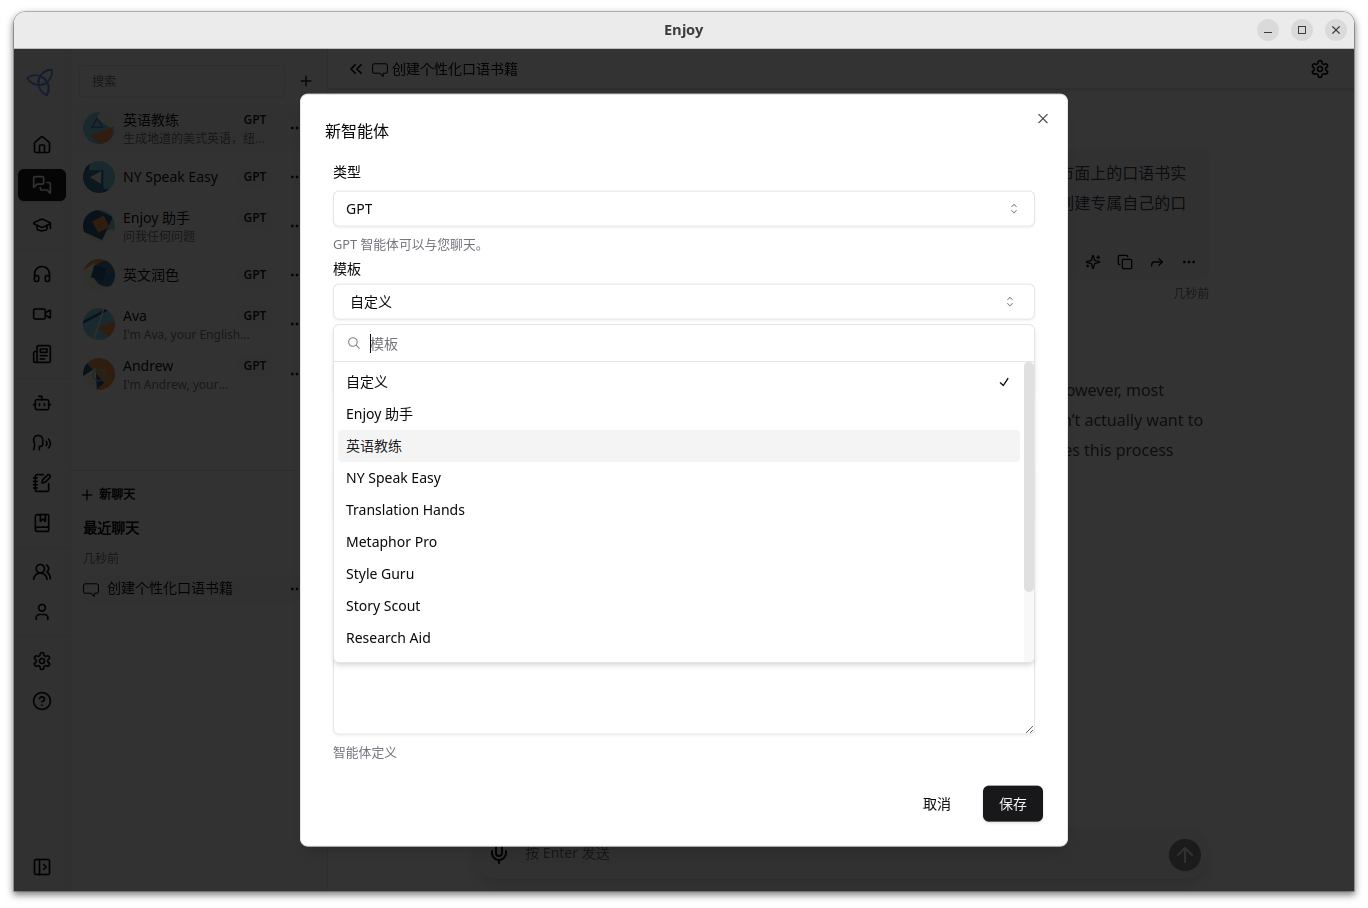 Enjoy
搜索
创建个性化口语书籍
英语教练 GPT
生成地道的美式英语，纽...
NY Speak Easy GPT
Enjoy 助手 GPT
问我任何问题
英文润色 GPT
Ava GPT
I'm Ava, your English...
Andrew GPT
I'm Andrew, your...
新聊天
最近聊天
几秒前
创建个性化口语书籍
面上的口语书实
建专属自己的口
几秒前
owever, most
't actually want to
es this process
新智能体
类型
GPT
GPT 智能体可以与您聊天。
模板
自定义
模板
自定义
Enjoy 助手
英语教练
NY Speak Easy
Translation Hands
Metaphor Pro
Style Guru
Story Scout
Research Aid
智能体定义
取消
保存
按 Enter 发送